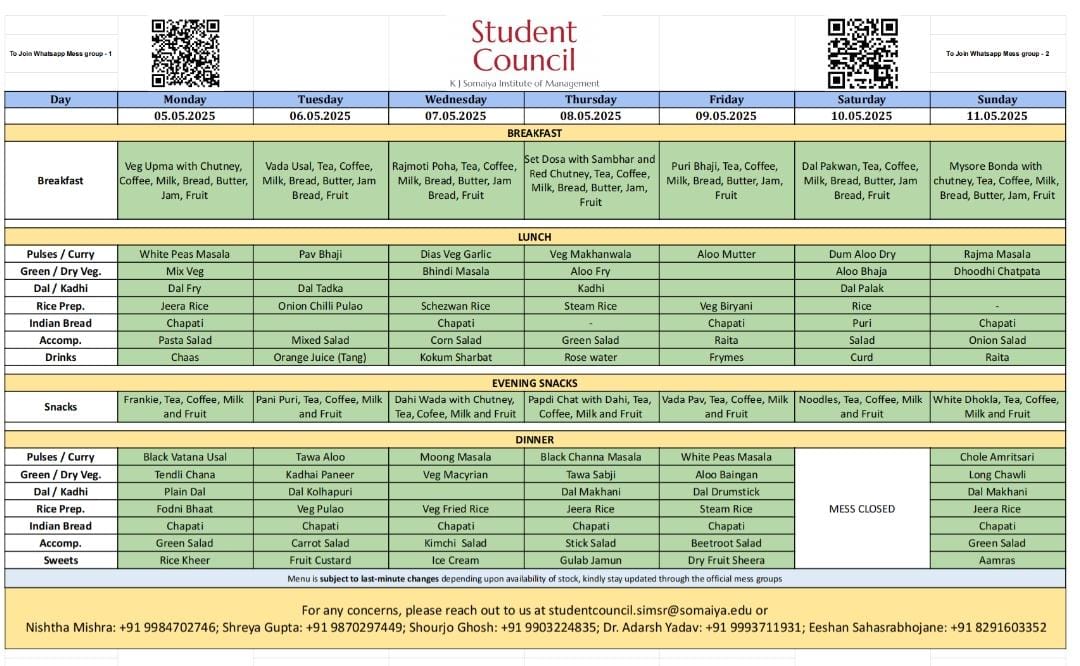 To Join Whatsapp Mess group - 1
Student
Council
K J Somaiya Institute of Management
To Join Whatsapp Mess group - 2
Day Monday Tuesday Wednesday Thursday Friday Saturday Sunday
05.05.2025 06.05.2025 07.05.2025 08.05.2025 09.05.2025 10.05.2025 11.05.2025
BREAKFAST
Breakfast
Veg Upma with Chutney,
Coffee, Milk, Bread, Butter,
Jam, Fruit
Vada Usal, Tea, Coffee,
Milk, Bread, Butter, Jam
Bread, Fruit
Rajmoti Poha, Tea, Coffee,
Milk, Bread, Butter, Jam
Bread, Fruit
Set Dosa with Sambhar and
Red Chutney, Tea, Coffee,
Milk, Bread, Butter, Jam,
Fruit
Puri Bhaji, Tea, Coffee,
Milk, Bread, Butter, Jam,
Fruit
Dal Pakwan, Tea, Coffee,
Milk, Bread, Butter, Jam
Bread, Fruit
Mysore Bonda with
chutney, Tea, Coffee, Milk,
Bread, Butter, Jam, Fruit
LUNCH
Pulses / Curry White Peas Masala Pav Bhaji Dias Veg Garlic Veg Makhanwala Aloo Mutter Dum Aloo Dry Rajma Masala
Green / Dry Veg. Mix Veg Bhindi Masala Aloo Fry Aloo Bhaja Dhoodhi Chatpata
Dal / Kadhi Dal Fry Dal Tadka Kadhi Dal Palak
Rice Prep. Jeera Rice Onion Chilli Pulao Schezwan Rice Steam Rice Veg Biryani Rice -
Indian Bread Chapati Chapati - Chapati Puri Chapati
Accomp. Pasta Salad Mixed Salad Corn Salad Green Salad Raita Salad Onion Salad
Drinks Chaas Orange Juice (Tang) Kokum Sharbat Rose water Frymes Curd Raita
EVENING SNACKS
Snacks
Frankie, Tea, Coffee, Milk
and Fruit
Pani Puri, Tea, Coffee, Milk
and Fruit
Dahi Wada with Chutney,
Tea, Cofee, Milk and Fruit
Papdi Chat with Dahi, Tea,
Coffee, Milk and Fruit
Vada Pav, Tea, Coffee, Milk
and Fruit
Noodles, Tea, Coffee, Milk
and Fruit
White Dhokla, Tea, Coffee,
Milk and Fruit
DINNER
Pulses / Curry Black Vatana Usal Tawa Aloo Moong Masala Black Channa Masala White Peas Masala Chole Amritsari
Green / Dry Veg. Tendli Chana Kadhai Paneer Veg Macyrian Tawa Sabji Aloo Baingan Long Chawli
Dal / Kadhi Plain Dal Dal Kolhapuri Dal Makhani Dal Drumstick Dal Makhani
Rice Prep. Fodni Bhaat Veg Pulao Veg Fried Rice Jeera Rice Steam Rice MESS CLOSED Jeera Rice
Indian Bread Chapati Chapati Chapati Chapati Chapati Chapati
Accomp. Green Salad Carrot Salad Kimchi Salad Stick Salad Beetroot Salad Green Salad
Sweets Rice Kheer Fruit Custard Ice Cream Gulab Jamun Dry Fruit Sheera Aamras
Menu is subject to last-minute changes depending upon availability of stock, kindly stay updated through the official mess groups
For any concerns, please reach out to us at studentcouncil.simsr@somaiya.edu or
Nishtha Mishra: +91 9984702746; Shreya Gupta: +91 9870297449; Shourjo Ghosh: +91 9903224835; Dr. Adarsh Yadav: +91 9993711931; Eeshan Sahasrabhojane: +91 8291603352